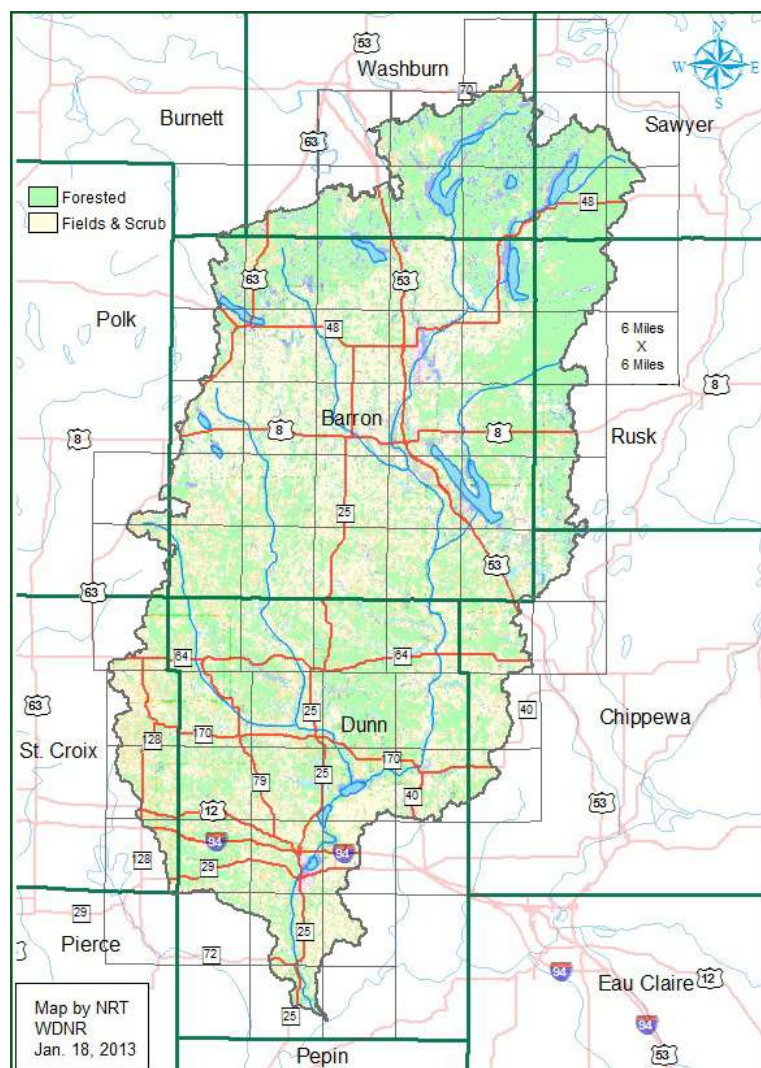 N
W E
S
53
Washburn
70
Burnett
63
Sawyer
Forested
Fields & Scrub
48
63
53
Polk
48
6 Miles
X
6 Miles
8
Barron
8
8
8
Rusk
25
53
63
64
64
63
25
40
Dunn
Chippewa
128
170
St. Croix
79
25
170
40
12
53
94
94
128
29
29
25
Pierce
72
94
Eau Claire
12
Map by NRT
WDNR
Jan. 18, 2013
25
94
53
Pepin